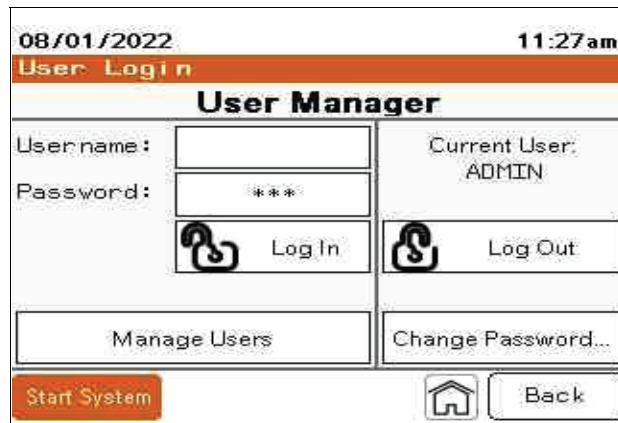 08/01/2022 11:27am
User Login
User Manager
Username:
Password: ***
Current User:
ADMIN
Log In
Log Out
Manage Users
Change Password...
Start System
Back